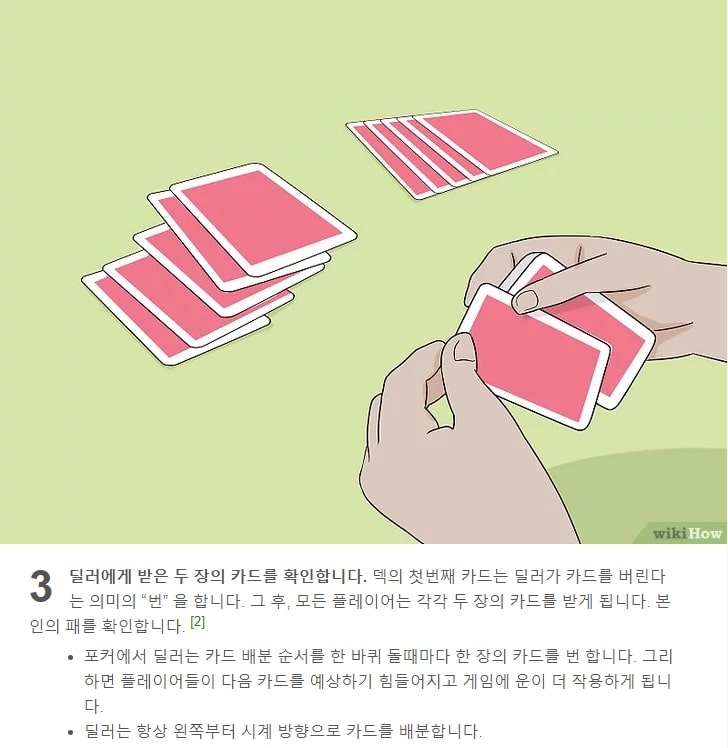 wikiHow
3 딜러에게 받은 두 장의 카드를 확인합니다. 덱의 첫번째 카드는 딜러가 카드를 버린다
는 의미의 “번” 을 합니다. 그 후, 모든 플레이어는 각각 두 장의 카드를 받게 됩니다. 본
인의 패를 확인합니다. [2]
• 포커에서 딜러는 카드 배분 순서를 한 바퀴 돌때마다 한 장의 카드를 번 합니다. 그리
하면 플레이어들이 다음 카드를 예상하기 힘들어지고 게임에 운이 더 작용하게 됩니
다.
• 딜러는 항상 왼쪽부터 시계 방향으로 카드를 배분합니다.